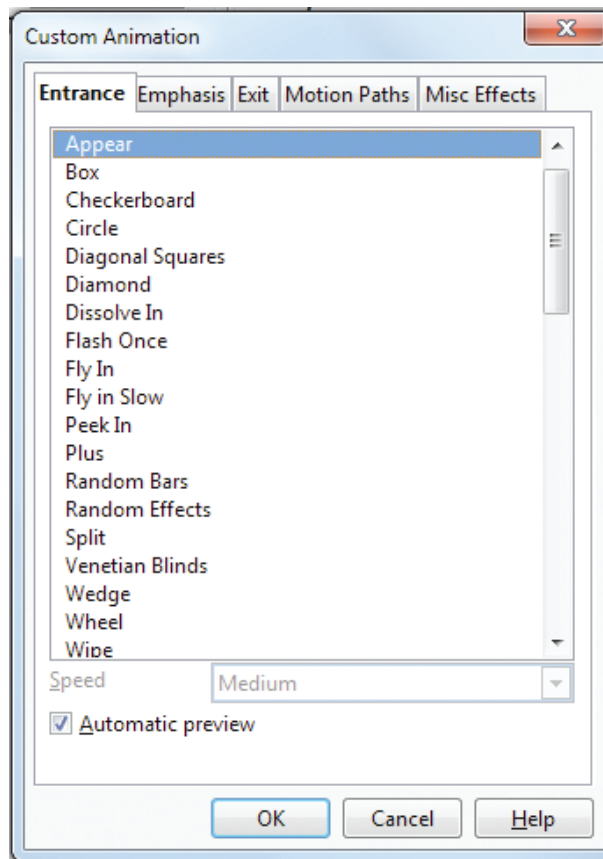 Custom Animation
Entrance Emphasis Exit Motion Paths Misc Effects
Appear
Box
Checkerboard
Circle
Diagonal Squares
Diamond
Dissolve In
Flash Once
Fly In
Fly in Slow
Peek In
Plus
Random Bars
Random Effects
Split
Venetian Blinds
Wedge
Wheel
Wipe
Speed Medium
Automatic preview
OK Cancel Help